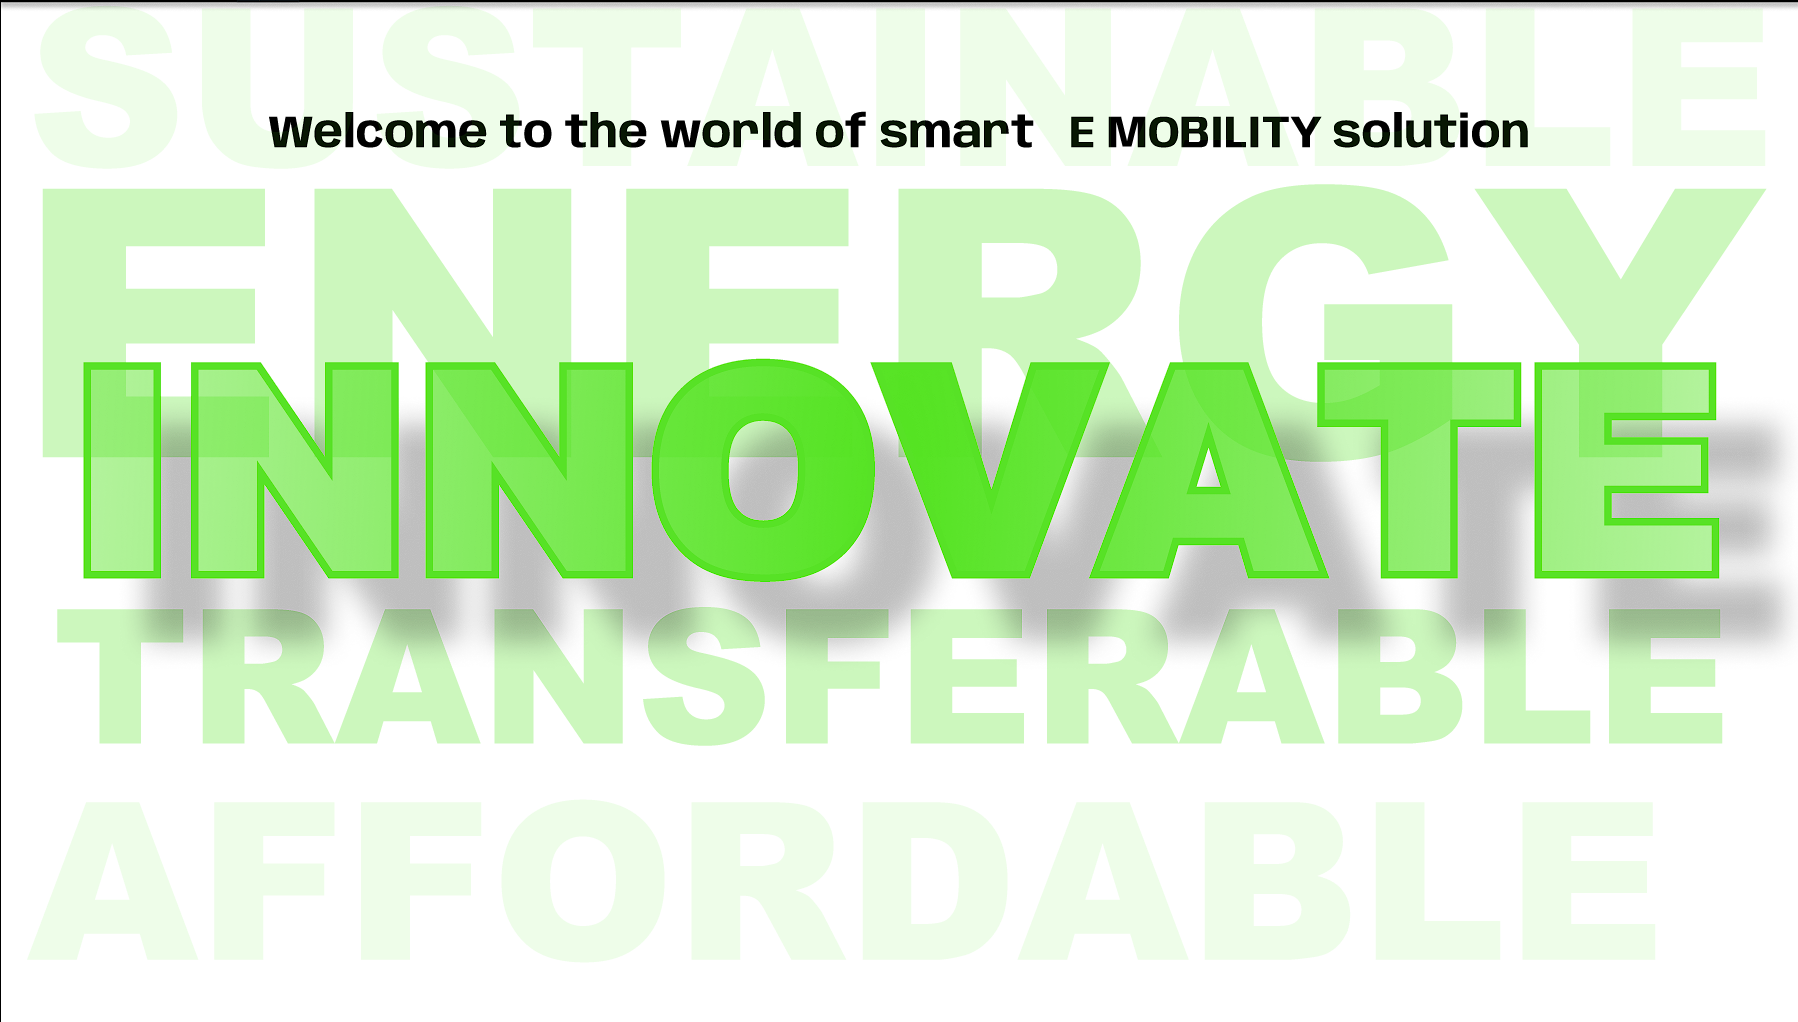 SUSTAINABLE
Welcome to the world of smart E MOBILITY solution
ENERGY
INNOVATE
TRANSFERABLE
AFFORDABLE